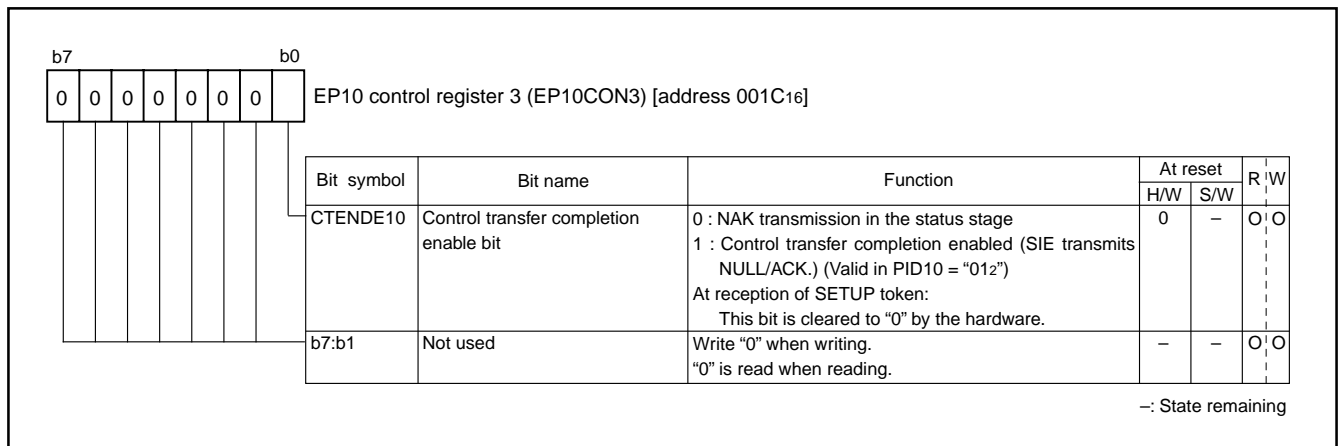 b7 b0
0 0 0 0 0 0 0 EP10 control register 3 (EP10CON3) [address 001C16]
Bit symbol Bit name Function At reset R W
H/W S/W
CTENDE10 Control transfer completion 0 : NAK transmission in the status stage 0 – O O
enable bit 1 : Control transfer completion enabled (SIE transmits
NULL/ACK.) (Valid in PID10 = “012”)
At reception of SETUP token:
This bit is cleared to “0” by the hardware.
b7:b1 Not used Write “0” when writing. – – O O
“0” is read when reading.
–: State remaining